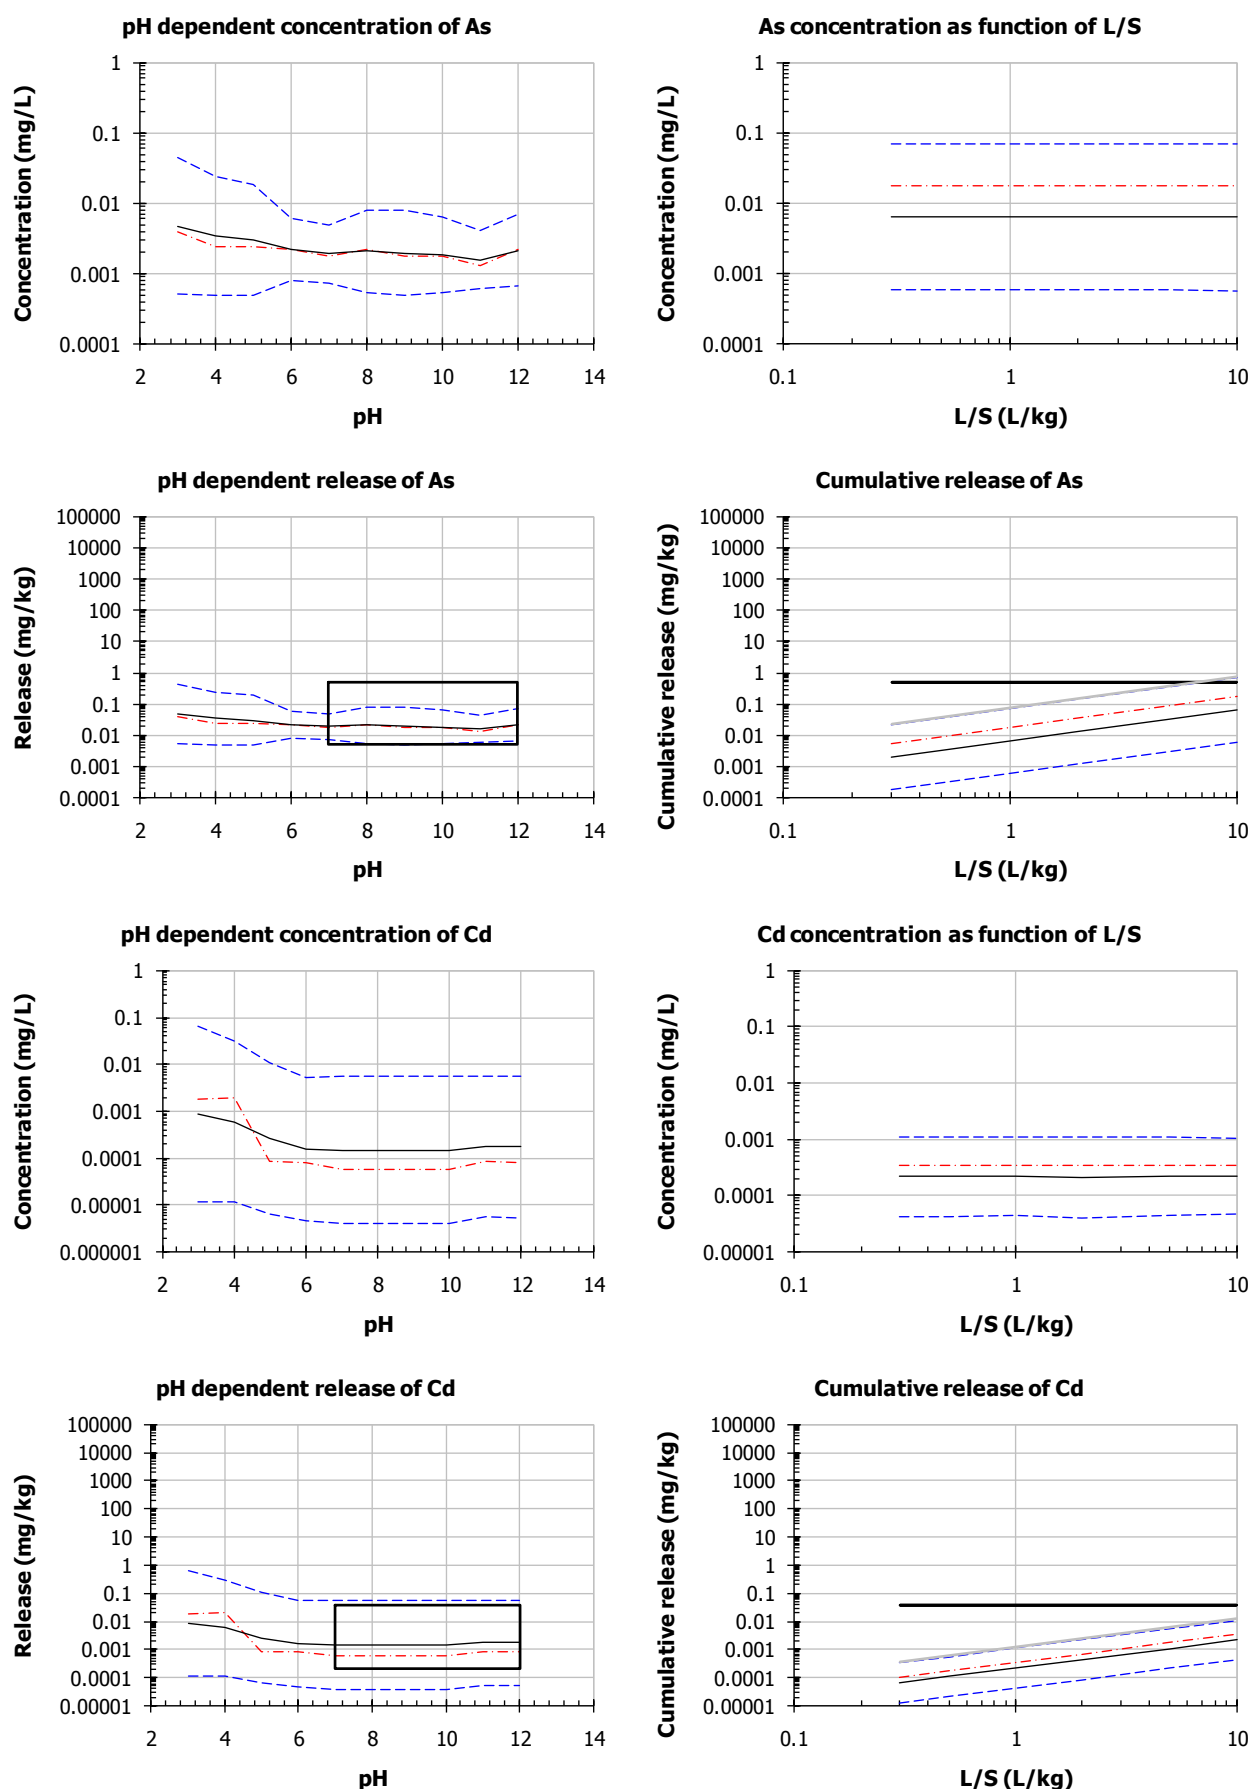 pH dependent concentration of As
Concentration (mg/L)
1
0.1
0.01
0.001
0.0001
2 4 6 8 10 12 14
pH
As concentration as function of L/S
Concentration (mg/L)
1
0.1
0.01
0.001
0.0001
0.1 1 10
L/S (L/kg)
pH dependent release of As
Release (mg/kg)
100000
10000
1000
100
10
1
0.1
0.01
0.001
0.0001
2 4 6 8 10 12 14
pH
Cumulative release of As
Cumulative release (mg/kg)
100000
10000
1000
100
10
1
0.1
0.01
0.001
0.0001
0.1 1 10
L/S (L/kg)
pH dependent concentration of Cd
Concentration (mg/L)
1
0.1
0.01
0.001
0.0001
0.00001
0.000001
2 4 6 8 10 12 14
pH
Cd concentration as function of L/S
Concentration (mg/L)
1
0.1
0.01
0.001
0.0001
0.00001
0.1 1 10
L/S (L/kg)
pH dependent release of Cd
Release (mg/kg)
100000
10000
1000
100
10
1
0.1
0.01
0.001
0.0001
0.00001
2 4 6 8 10 12 14
pH
Cumulative release of Cd
Cumulative release (mg/kg)
100000
10000
1000
100
10
1
0.1
0.01
0.001
0.0001
0.00001
0.1 1 10
L/S (L/kg)